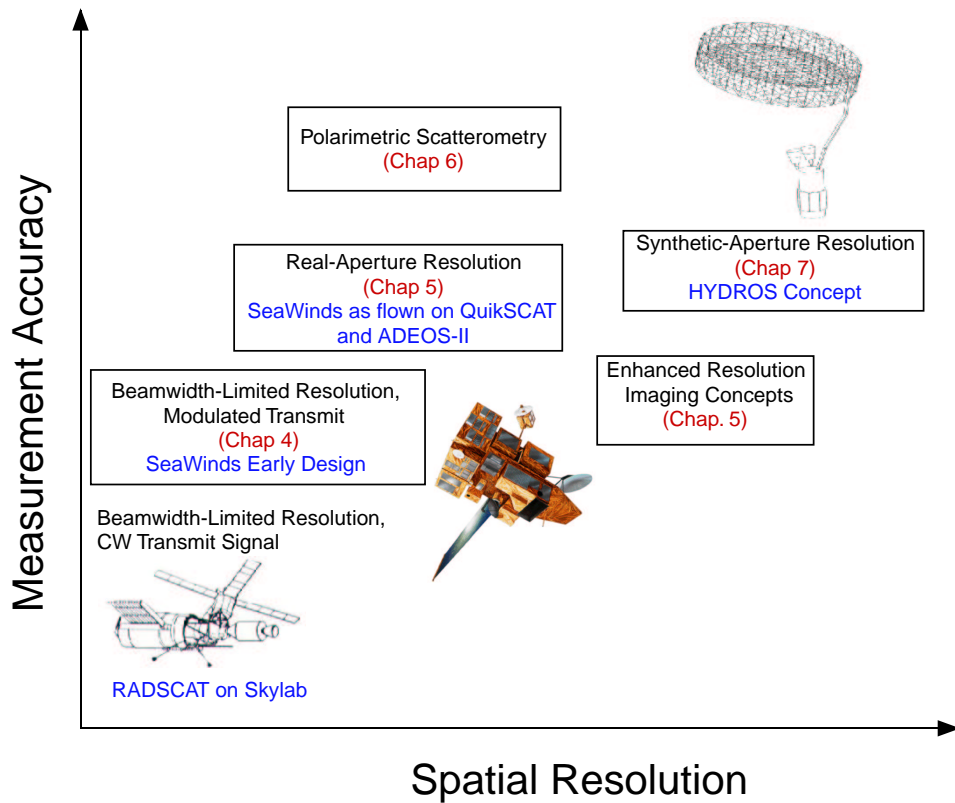 Measurement Accuracy
Polarimetric Scatterometry
(Chap 6)
Synthetic-Aperture Resolution
(Chap 7)
HYDROS Concept
Real-Aperture Resolution
(Chap 5)
SeaWinds as flown on QuikSCAT
and ADEOS-II
Enhanced Resolution
Imaging Concepts
(Chap. 5)
Beamwidth-Limited Resolution,
Modulated Transmit
(Chap 4)
SeaWinds Early Design
Beamwidth-Limited Resolution,
CW Transmit Signal
RADSCAT on Skylab
Spatial Resolution